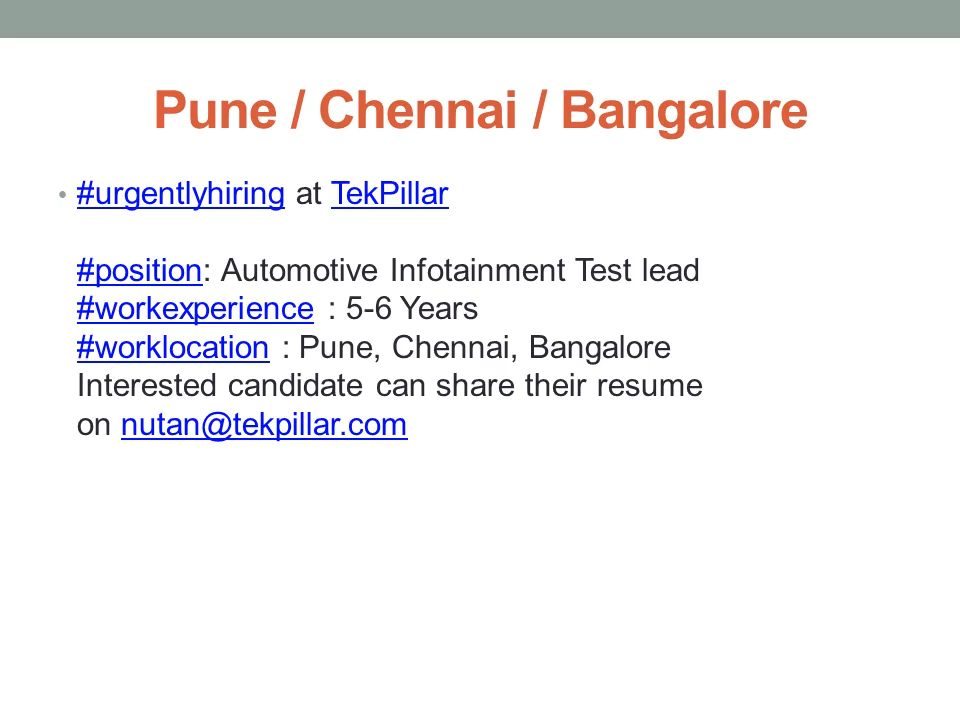 Pune / Chennai / Bangalore
• #urgentlyhiring at TekPillar
#position: Automotive Infotainment Test lead
#workexperience : 5-6 Years
#worklocation : Pune, Chennai, Bangalore
Interested candidate can share their resume
on nutan@tekpillar.com